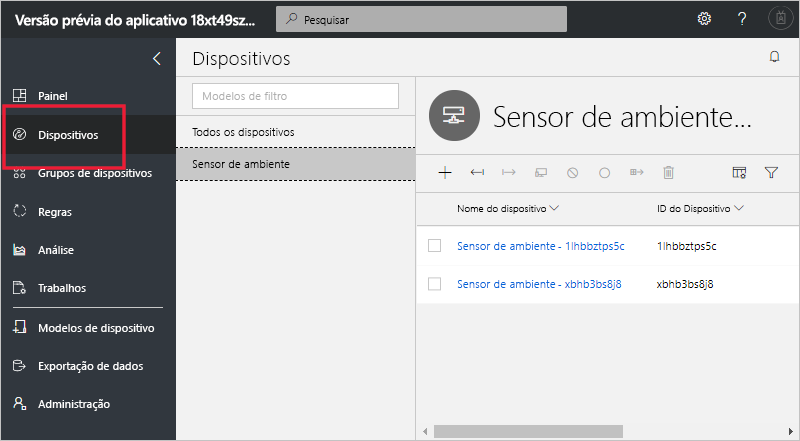 Versão prévia do aplicativo 18xt49sz...
Pesquisar
?
Painel
Dispositivos
Grupos de dispositivos
Regras
Análise
Trabalhos
Modelos de dispositivo
Exportação de dados
Administração
Dispositivos
Modelos de filtro
Todos os dispositivos
Sensor de ambiente
Sensor de ambiente...
Nome do dispositivo ID do Dispositivo
Sensor de ambiente - 1lhbbztps5c 1lhbbztps5c
Sensor de ambiente - xbhb3bs8j8 xbhb3bs8j8